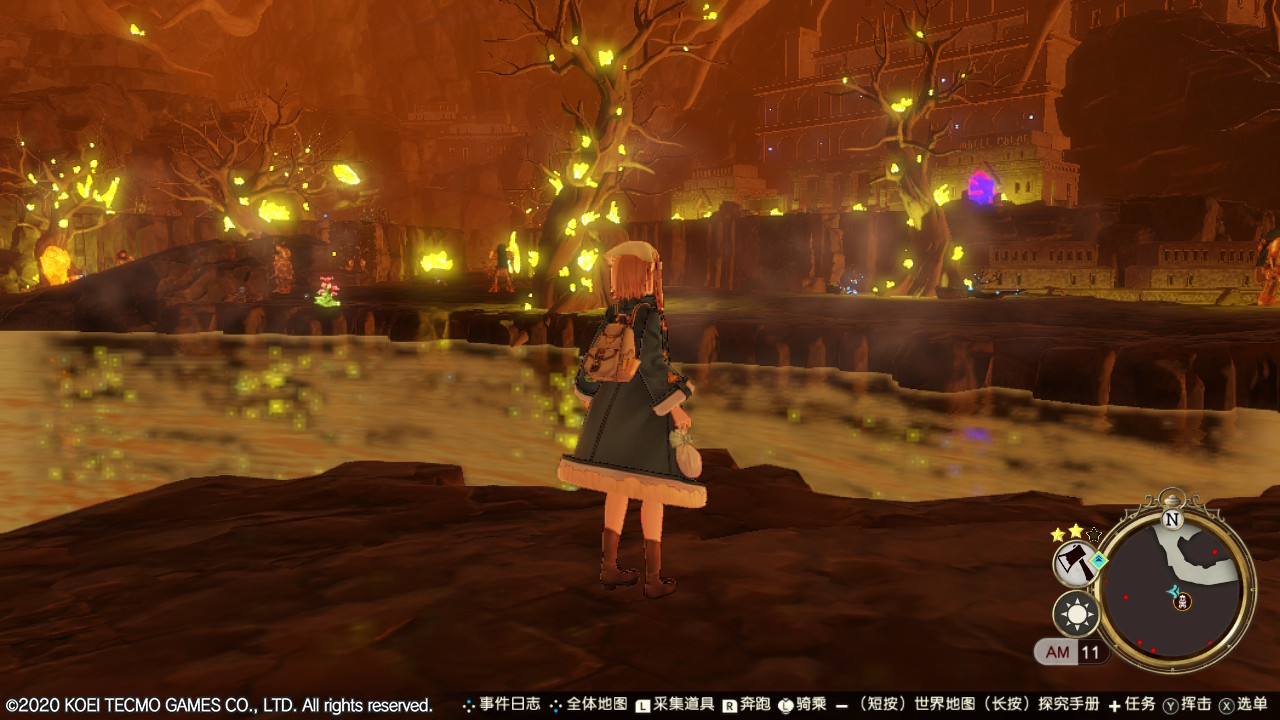 N
AM 11
©2020 KOEI TECMO GAMES CO., LTD. All rights reserved. 事件日志 全体地图 L 采集道具 R 奔跑 L 骑乘 （短按）世界地图（长按）探究手册 任务 Y 挥击 X 选单